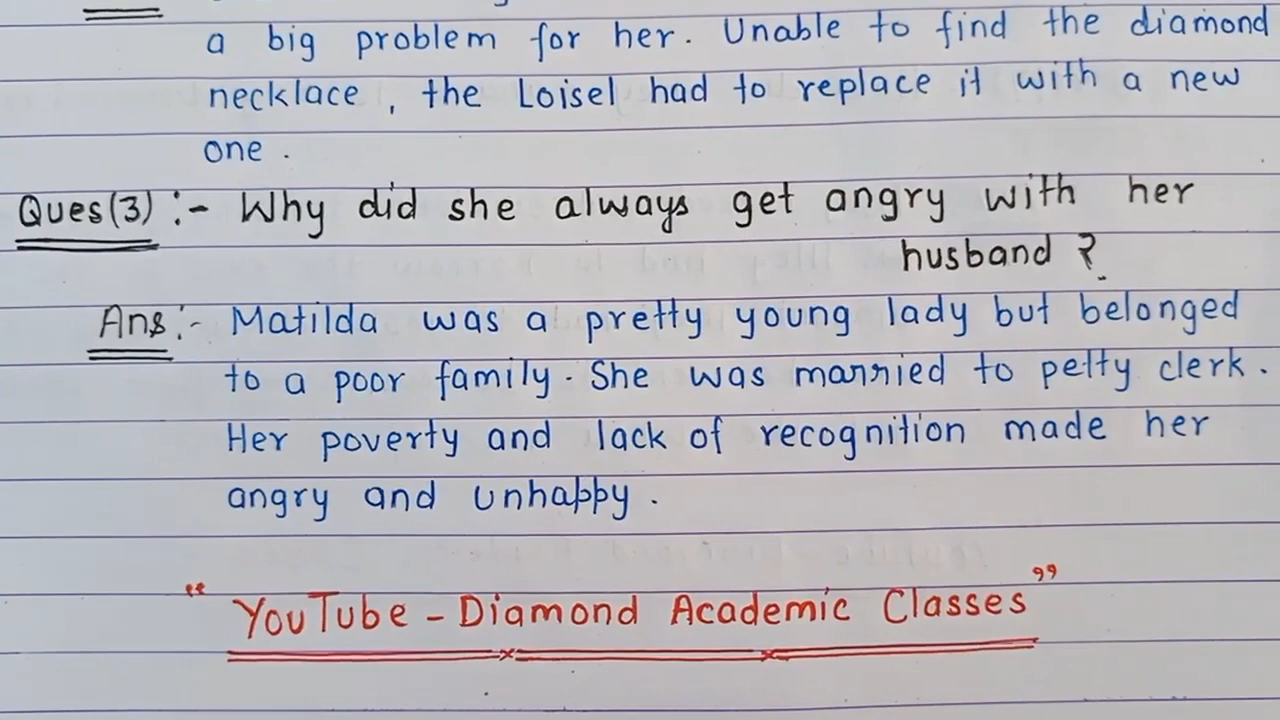 a big problem for her. Unable to find the diamond
necklace, the Loisel had to replace it with a new
one.
Ques(3) :- Why did she always get angry with her
husband ?
Ans:- Matilda was a pretty young lady but belonged
to a poor family. She was married to petty clerk.
Her poverty and lack of recognition made her
angry and unhappy.
"YouTube - Diamond Academic Classes"